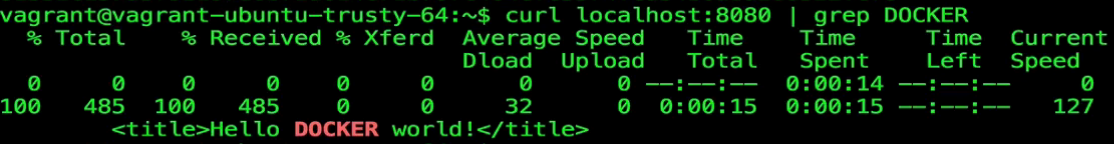 vagrant@vagrant-ubuntu-trusty-64:~$ curl localhost:8080 | grep DOCKER
  % Total    % Received % Xferd  Average Speed   Time    Time     Time  Current
                                 Dload  Upload   Total   Spent    Left  Speed
  0     0    0     0    0     0      0      0 --:--:--  0:00:14 --:--:--     0
100   485  100   485    0     0     32      0  0:00:15  0:00:15 --:--:--   127
        <title>Hello DOCKER world!</title>